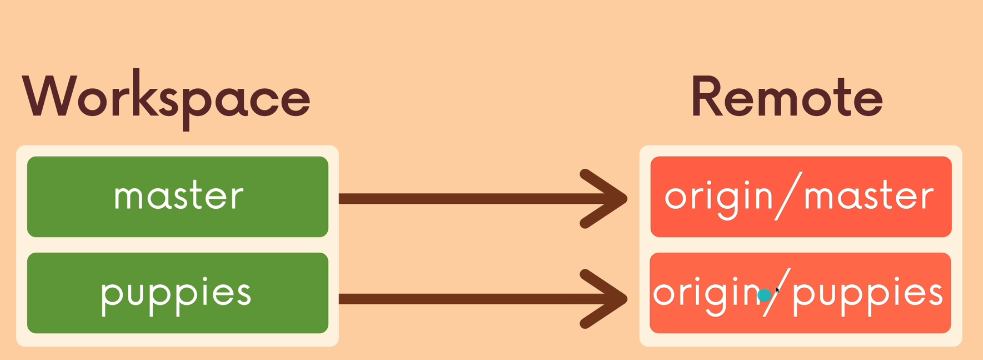 Workspace
Remote
master
origin/master
puppies
origin/puppies